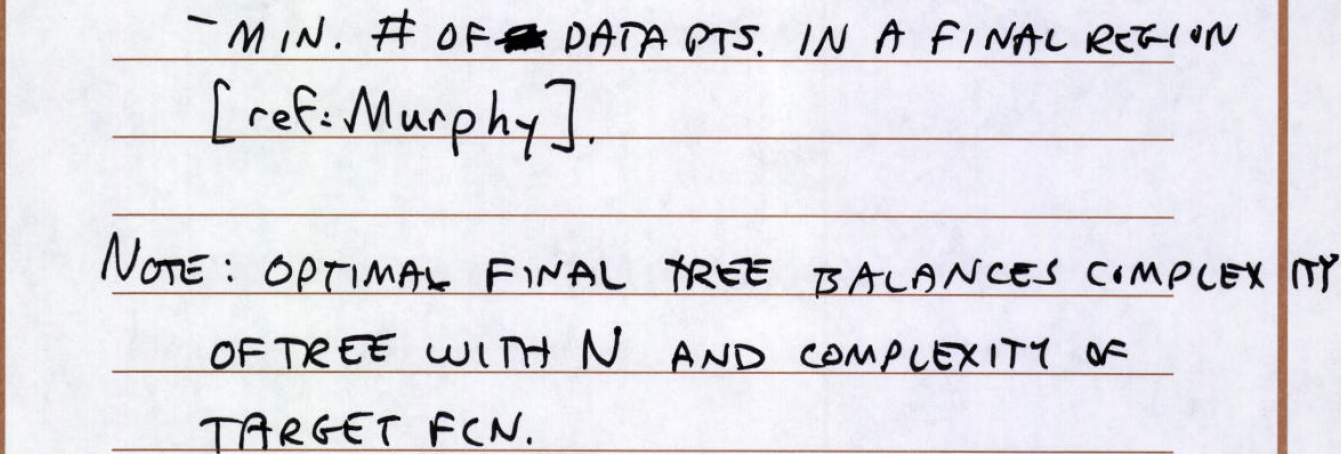 - MIN. # OF DATA PTS. IN A FINAL REGION
[ref: Murphy].
NOTE: OPTIMAL FINAL TREE BALANCES COMPLEXITY
OF TREE WITH N AND COMPLEXITY OF
TARGET FCN.